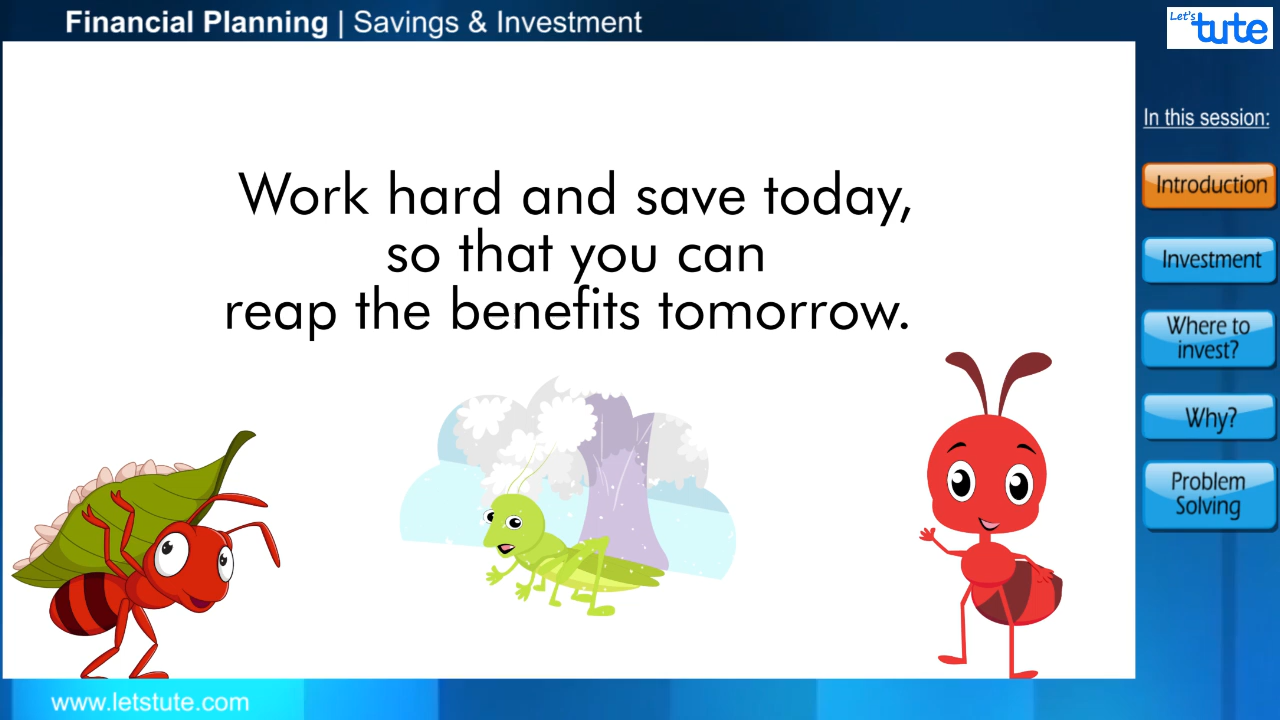 Financial Planning | Savings & Investment
Let's
tute
In this session:
Work hard and save today,
so that you can
reap the benefits tomorrow.
Introduction
Investment
Where to
invest?
Why?
Problem
Solving
www.letstute.com